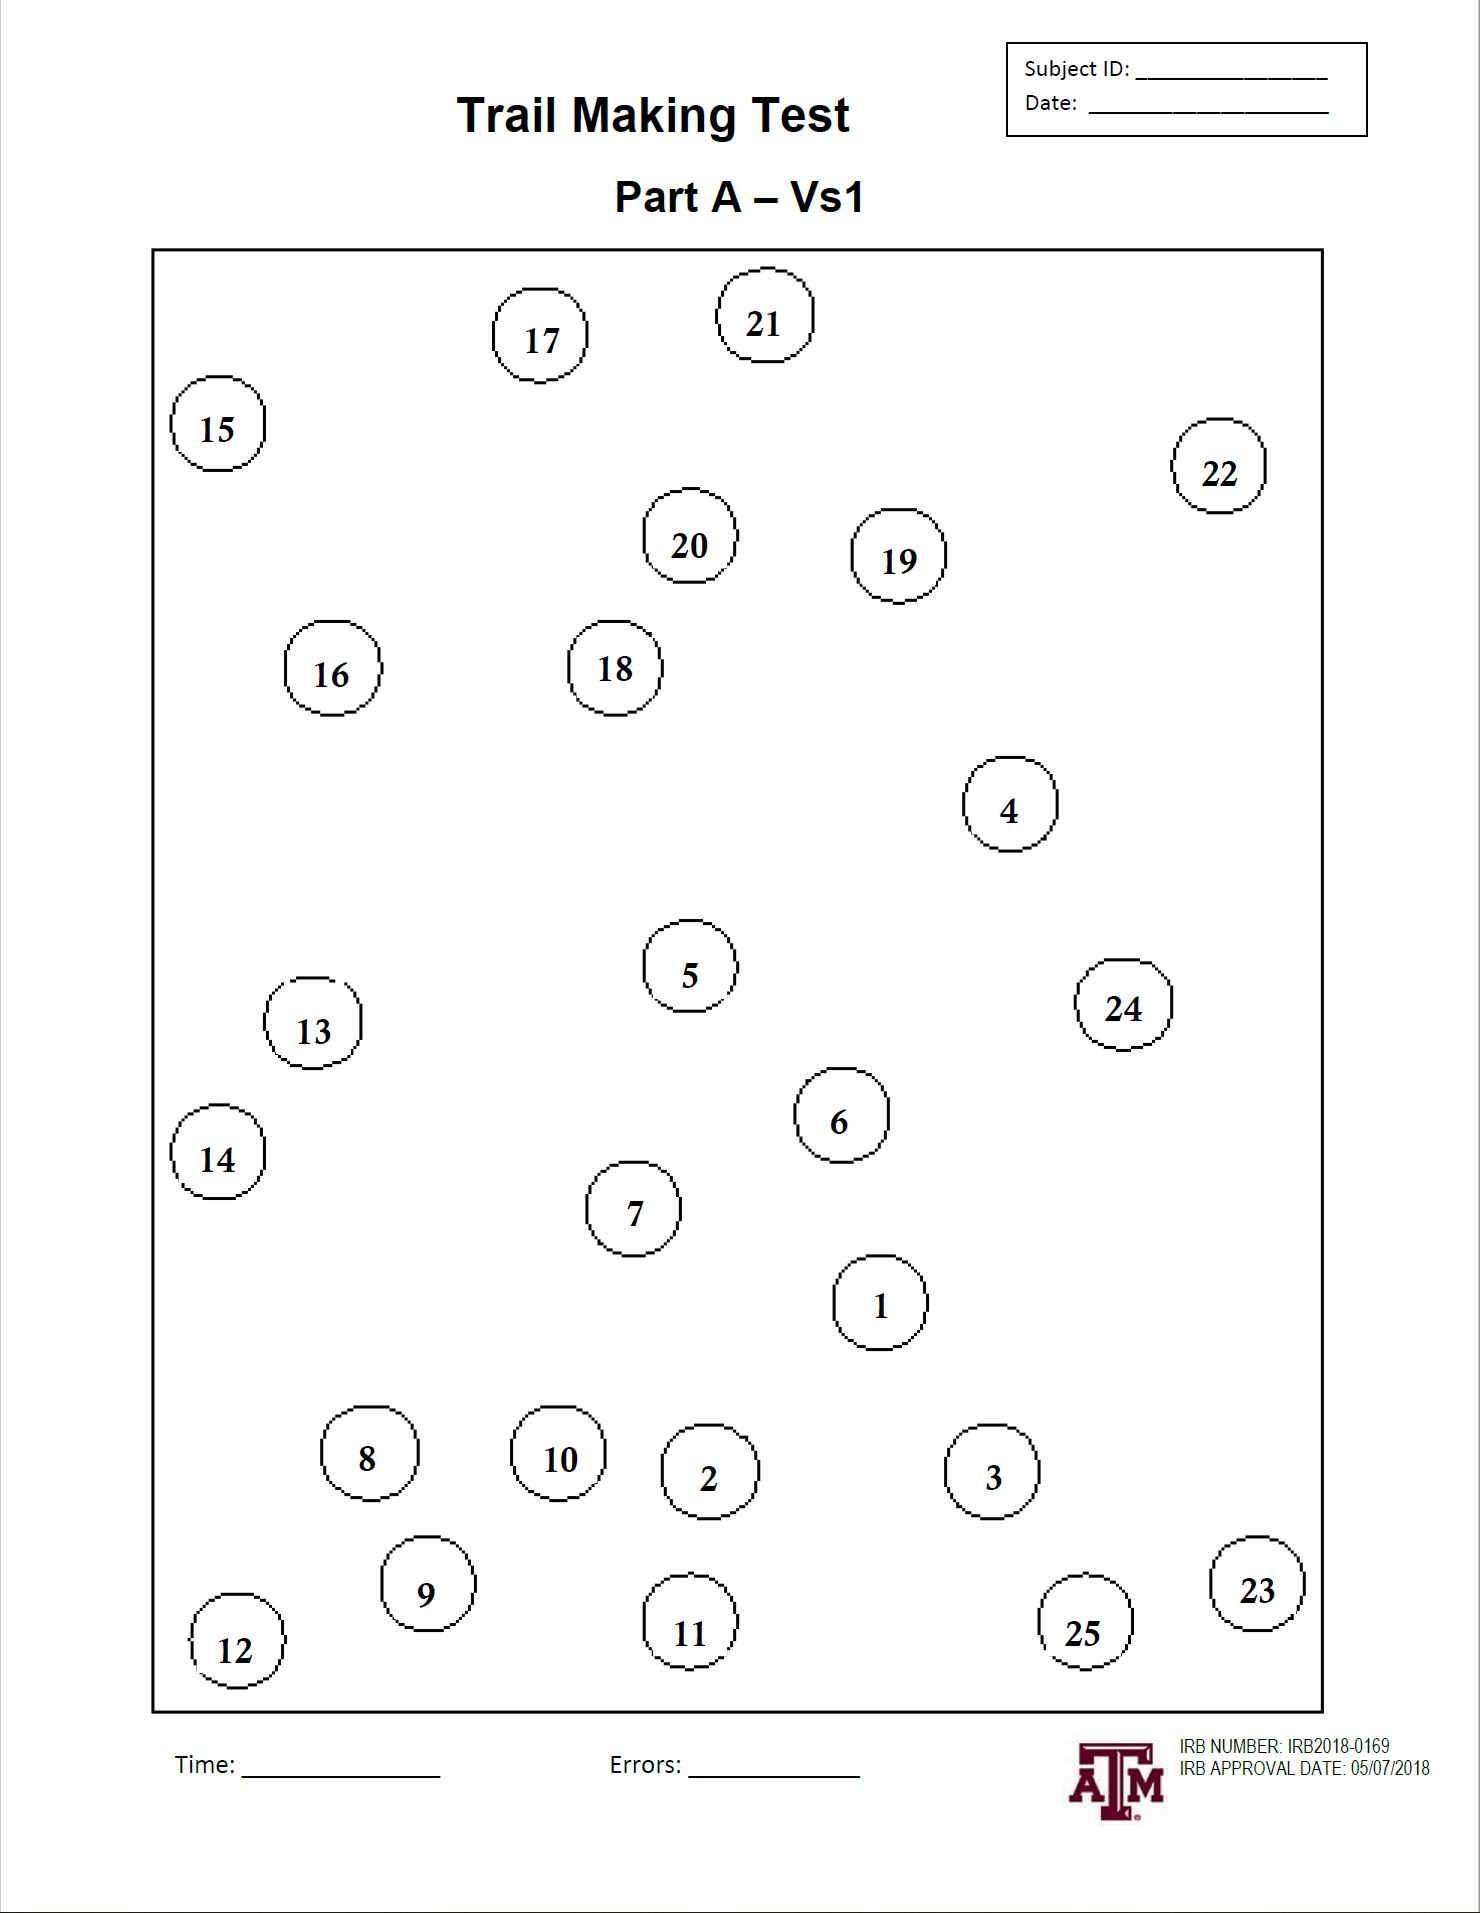 Subject ID: ________________
Date: ____________________
Trail Making Test
Part A – Vs1
21
17
15
22
20
19
18
16
4
5
24
13
6
14
7
1
8
10
2
3
9
23
11
25
12
Time: ______________
Errors: ____________
ATM
IRB NUMBER: IRB2018-0169
IRB APPROVAL DATE: 05/07/2018